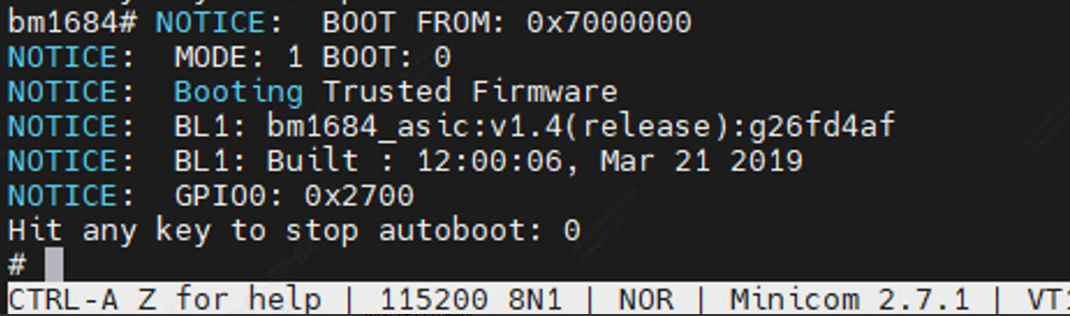 bm1684# NOTICE:  BOOT FROM: 0x7000000
NOTICE:  MODE: 1 BOOT: 0
NOTICE:  Booting Trusted Firmware
NOTICE:  BL1: bm1684_asic:v1.4(release):g26fd4af
NOTICE:  BL1: Built : 12:00:06, Mar 21 2019
NOTICE:  GPIO0: 0x2700
Hit any key to stop autoboot: 0
#
CTRL-A Z for help | 115200 8N1 | NOR | Minicom 2.7.1 | VT1